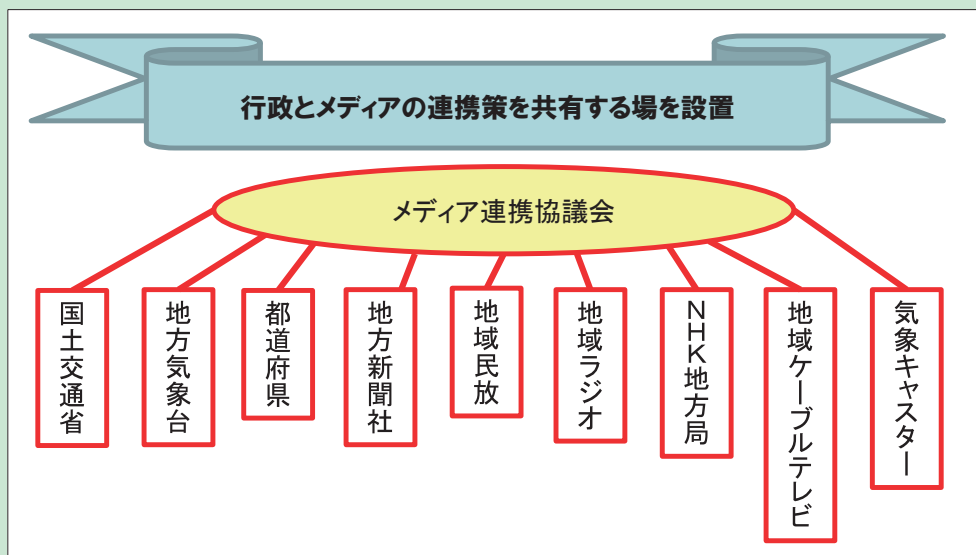 行政とメディアの連携策を共有する場を設置
メディア連携協議会
国土交通省
地方気象台
都道府県
地方新聞社
地域民放
地域ラジオ
NHK地方局
地域ケーブルテレビ
気象キャスター